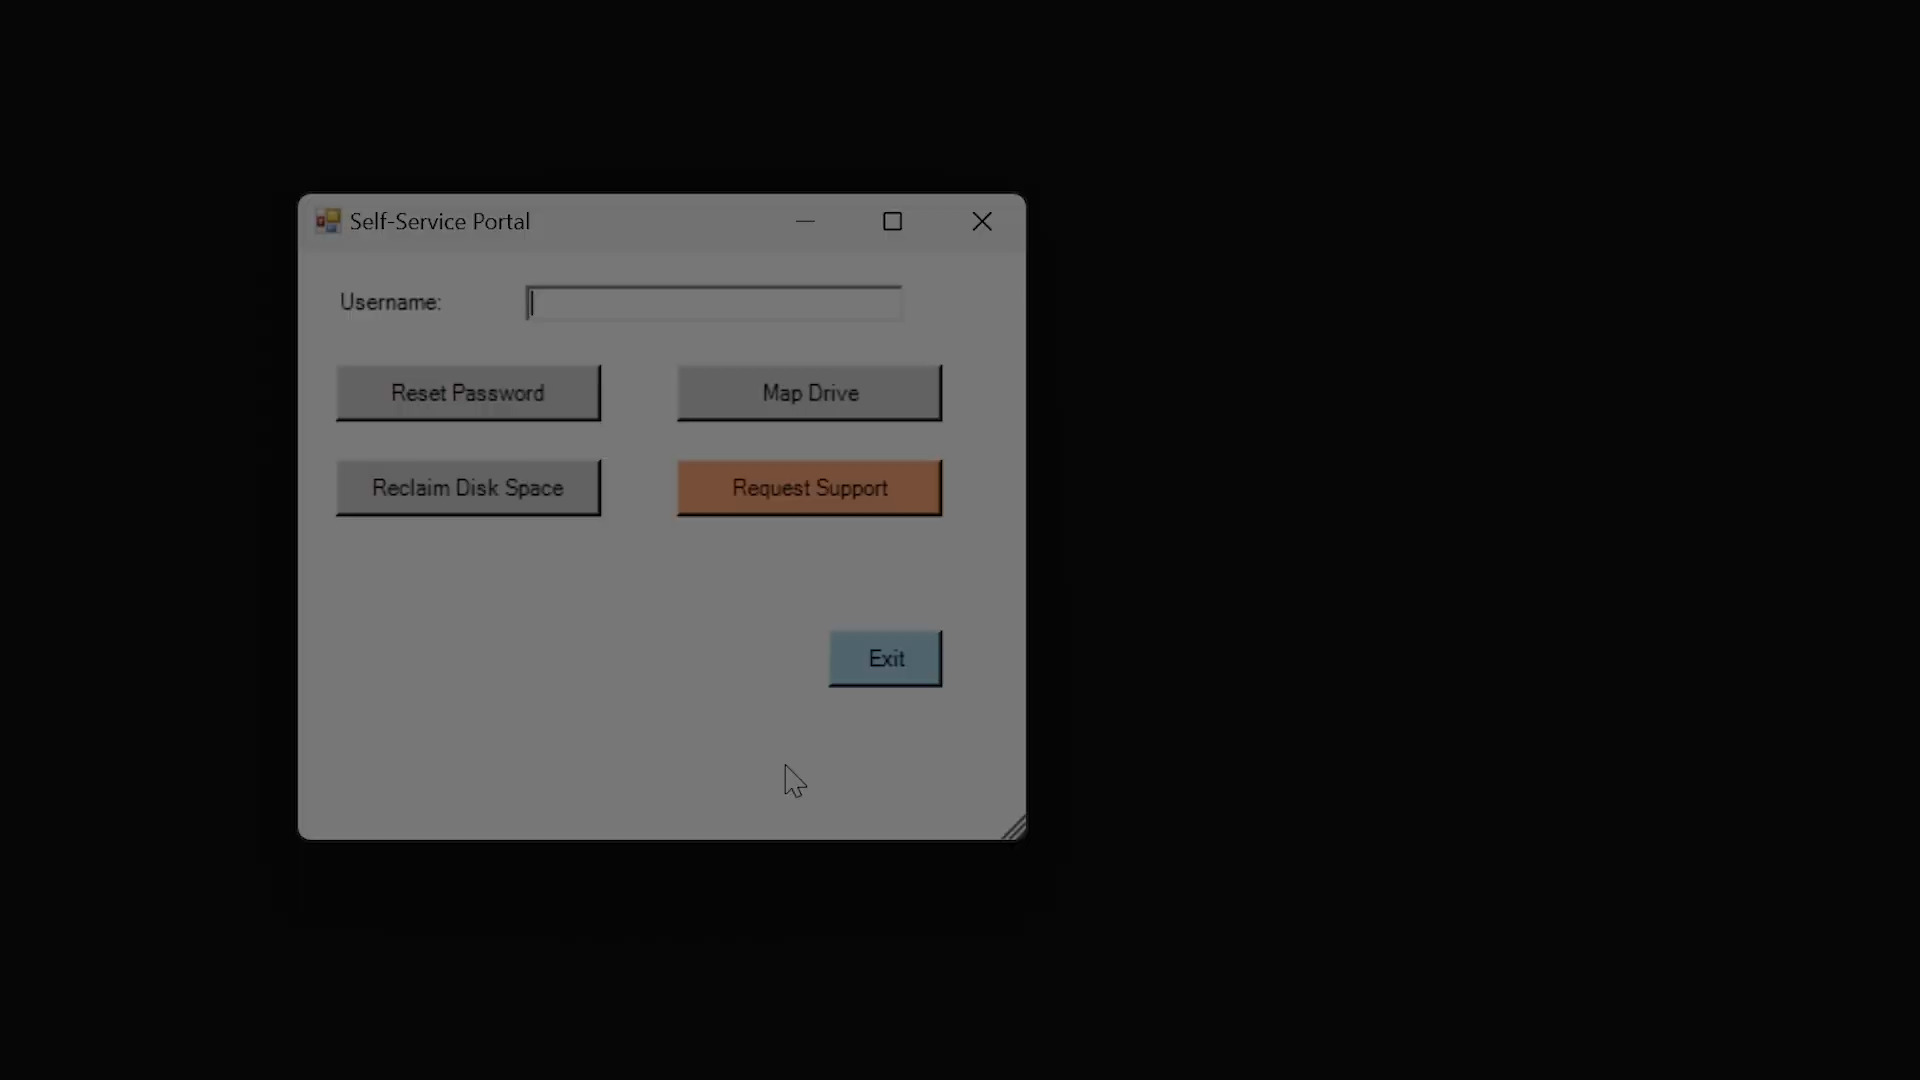 Self-Service Portal
Username:
Reset Password
Map Drive
Reclaim Disk Space
Request Support
Exit